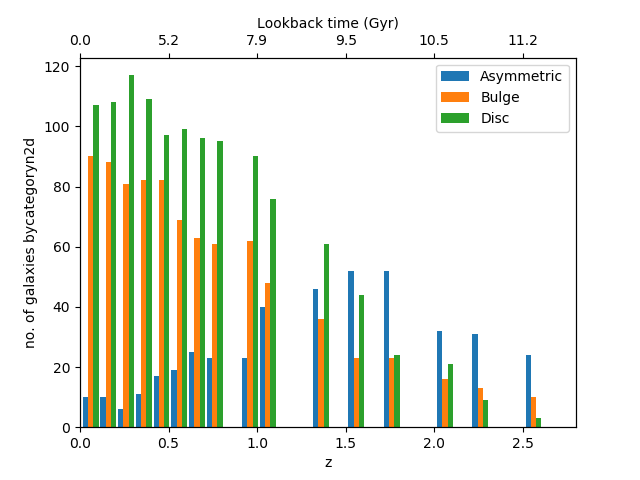 Lookback time (Gyr)
0.0 5.2 7.9 9.5 10.5 11.2
120
100
80
60
40
20
0
no. of galaxies bycategoryn2d
Asymmetric
Bulge
Disc
0.0 0.5 1.0 1.5 2.0 2.5
z